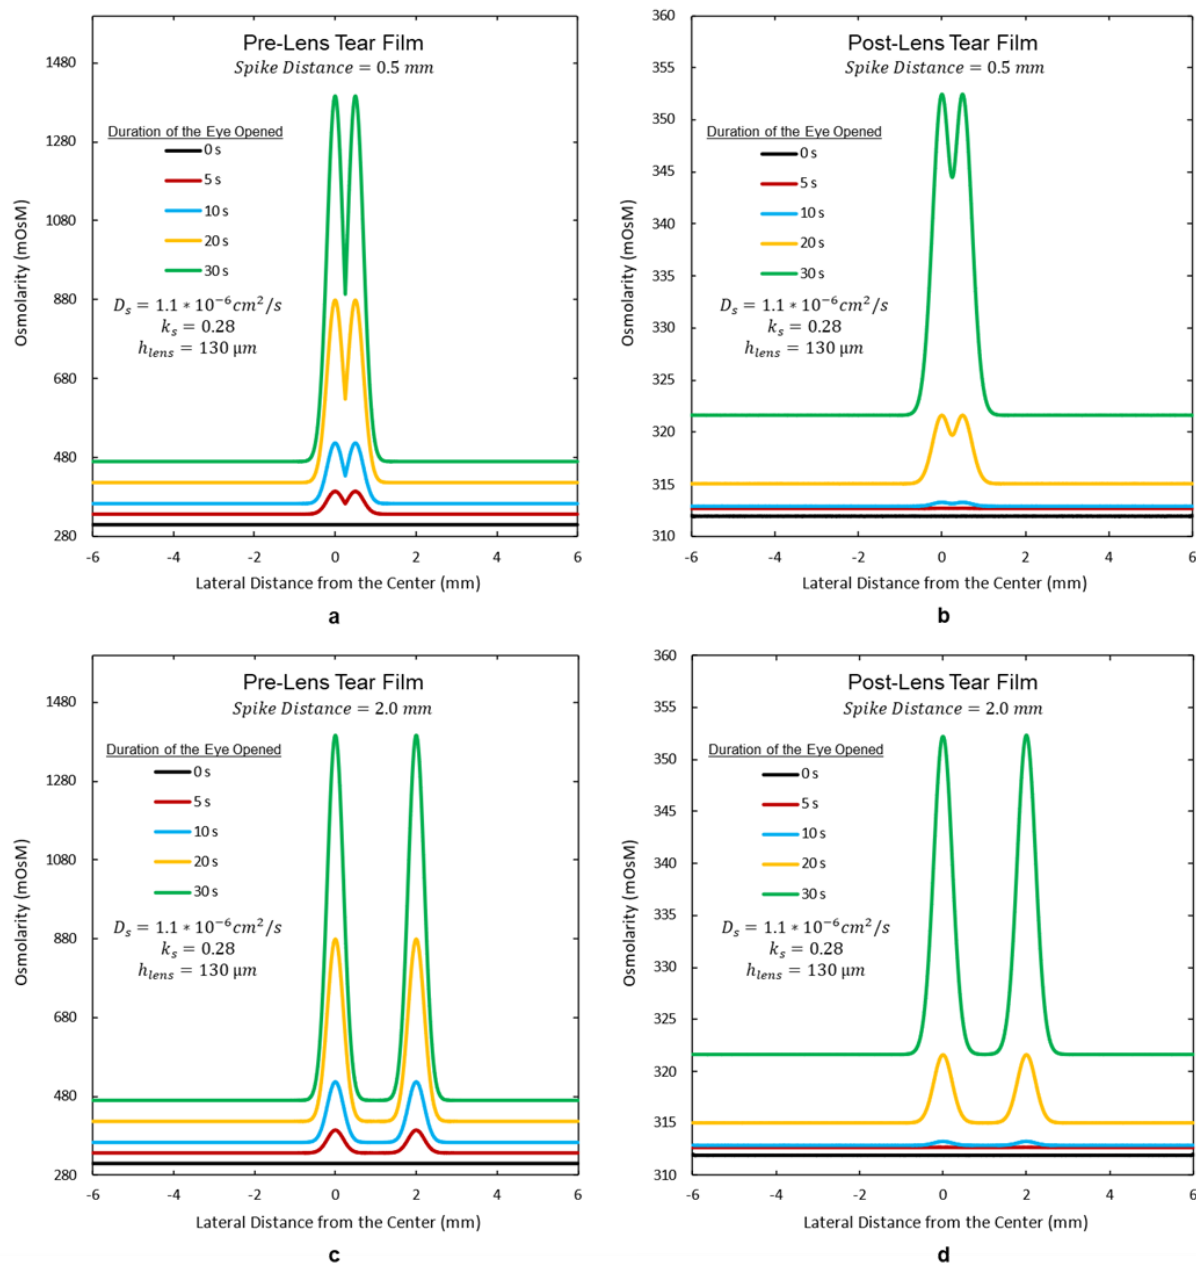 Pre-Lens Tear Film
Spike Distance = 0.5 mm
Duration of the Eye Opened
0 s
5 s
10 s
20 s
30 s
D_s = 1.1 * 10^{-6} cm^2/s
k_s = 0.28
h_{lens} = 130 μm
1480
1280
1080
880
680
480
280
Osmolarity (mOsM)
-6 -4 -2 0 2 4 6
Lateral Distance from the Center (mm)
a
Post-Lens Tear Film
Spike Distance = 0.5 mm
Duration of the Eye Opened
0 s
5 s
10 s
20 s
30 s
D_s = 1.1 * 10^{-6} cm^2/s
k_s = 0.28
h_{lens} = 130 μm
360
355
350
345
340
335
330
325
320
315
310
Osmolarity (mOsM)
-6 -4 -2 0 2 4 6
Lateral Distance from the Center (mm)
b
Pre-Lens Tear Film
Spike Distance = 2.0 mm
Duration of the Eye Opened
0 s
5 s
10 s
20 s
30 s
D_s = 1.1 * 10^{-6} cm^2/s
k_s = 0.28
h_{lens} = 130 μm
1480
1280
1080
880
680
480
280
Osmolarity (mOsM)
-6 -4 -2 0 2 4 6
Lateral Distance from the Center (mm)
c
Post-Lens Tear Film
Spike Distance = 2.0 mm
Duration of the Eye Opened
0 s
5 s
10 s
20 s
30 s
D_s = 1.1 * 10^{-6} cm^2/s
k_s = 0.28
h_{lens} = 130 μm
360
355
350
345
340
335
330
325
320
315
310
Osmolarity (mOsM)
-6 -4 -2 0 2 4 6
Lateral Distance from the Center (mm)
d